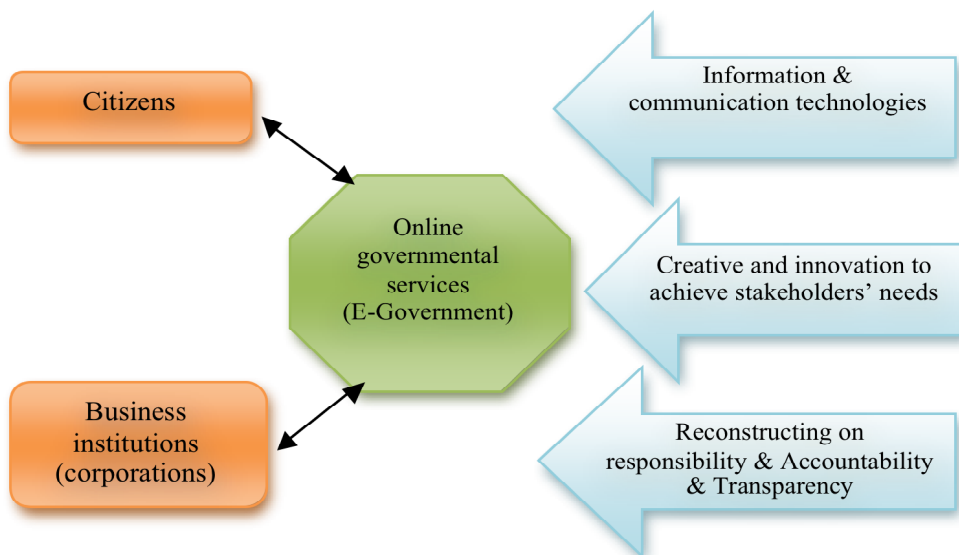 Citizens
Information &
communication technologies
Online
governmental
services
(E-Government)
Creative and innovation to
achieve stakeholders’ needs
Business
institutions
(corporations)
Reconstructing on
responsibility & Accountability
& Transparency